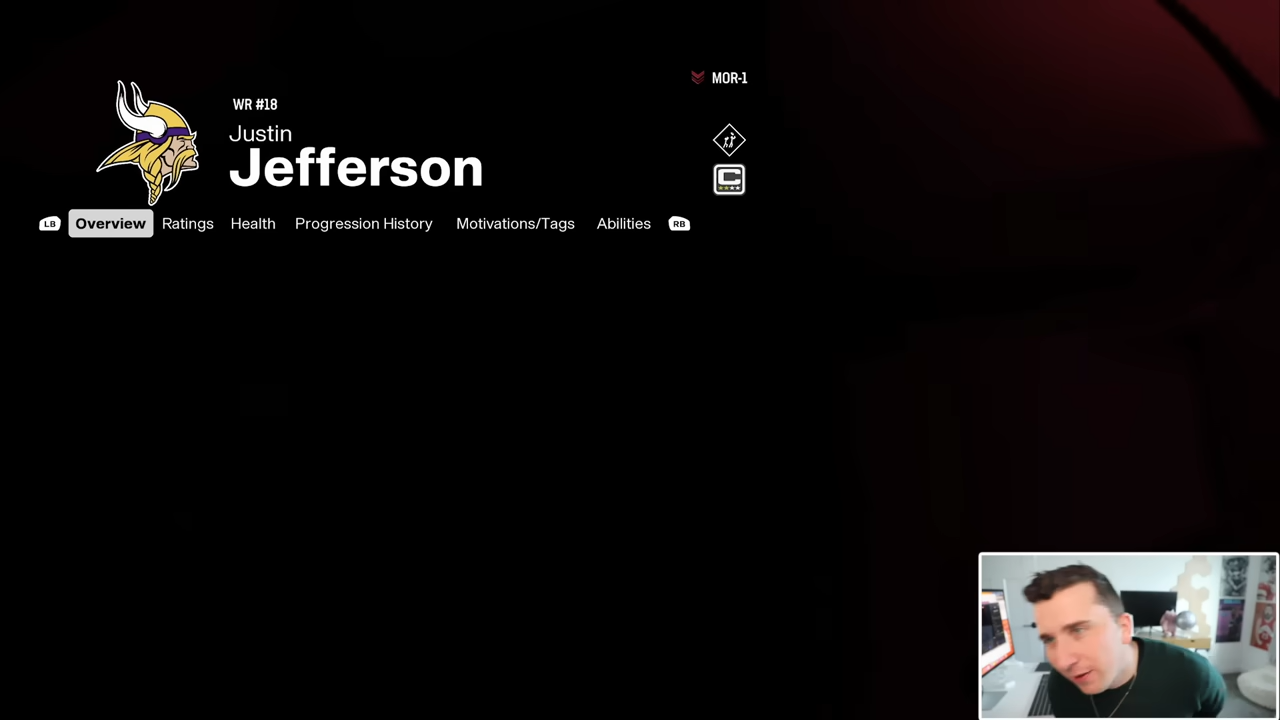 MOR-1
WR #18
Justin
Jefferson
C
LB Overview Ratings Health Progression History Motivations/Tags Abilities RB